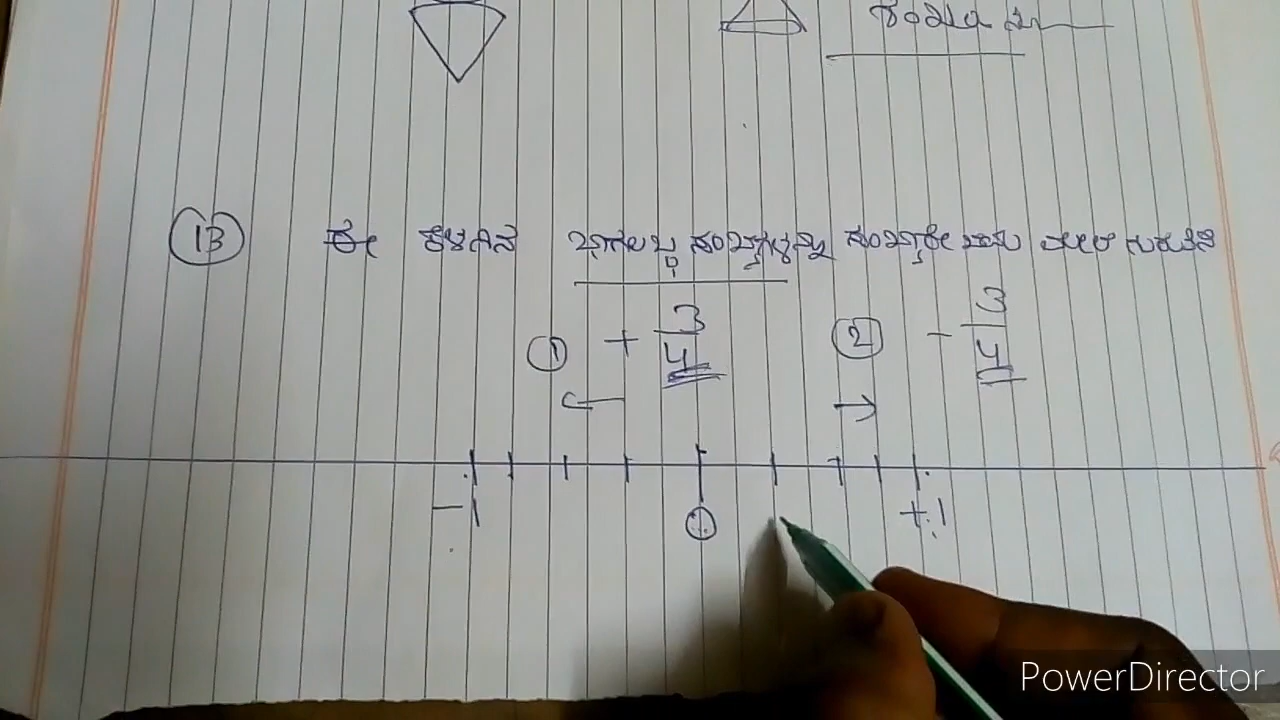 13 ಈ ಕೆಳಗಿನ ಭಾಗಲಬ್ಧ ಸಂಖ್ಯೆಗಳನ್ನು ಸಂಖ್ಯಾರೇಖೆಯ ಮೇಲೆ ಗುರುತಿಸಿ
① + 3/4 ② - 3/4
← →
-1 0 +1
PowerDirector